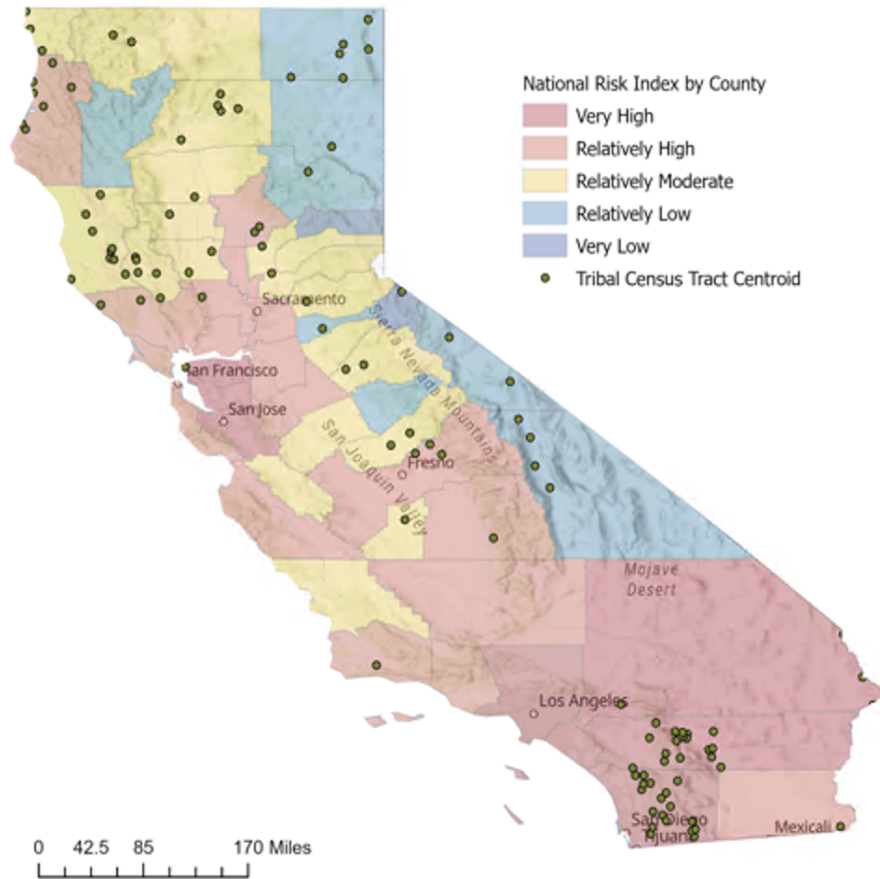 National Risk Index by County
Very High
Relatively High
Relatively Moderate
Relatively Low
Very Low
Tribal Census Tract Centroid
Sacramento
Sierra Nevada Mountains
San Francisco
San Jose
San Joaquin Valley
Fresno
Mojave
Desert
Los Angeles
San Diego
Tijuana
Mexicali
0 42.5 85 170 Miles